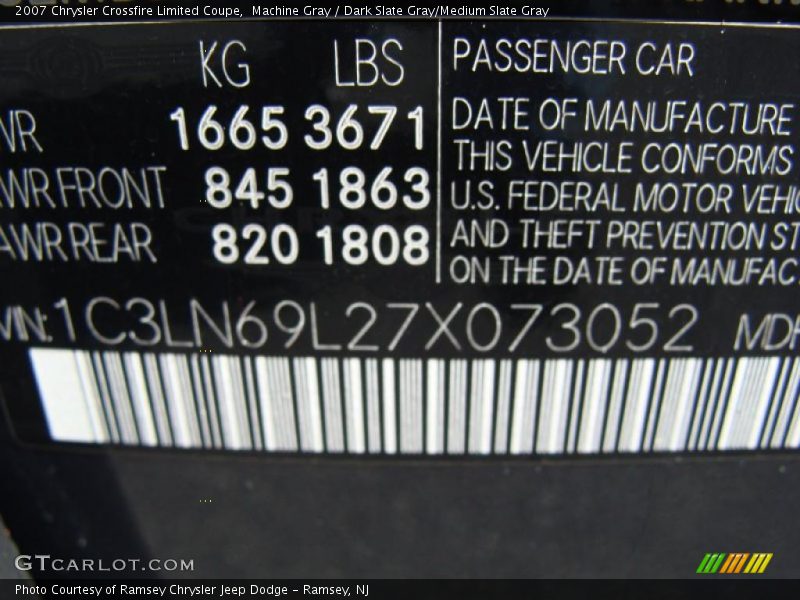 2007 Chrysler Crossfire Limited Coupe, Machine Gray / Dark Slate Gray/Medium Slate Gray
KG LBS
WR 1665 3671
AWR FRONT 845 1863
AWR REAR 820 1808
PASSENGER CAR
DATE OF MANUFACTURE
THIS VEHICLE CONFORMS
U.S. FEDERAL MOTOR VEHIC
AND THEFT PREVENTION ST
ON THE DATE OF MANUFAC
VIN: 1C3LN69L27X073052 MDH
GTCARLOT.COM
Photo Courtesy of Ramsey Chrysler Jeep Dodge - Ramsey, NJ